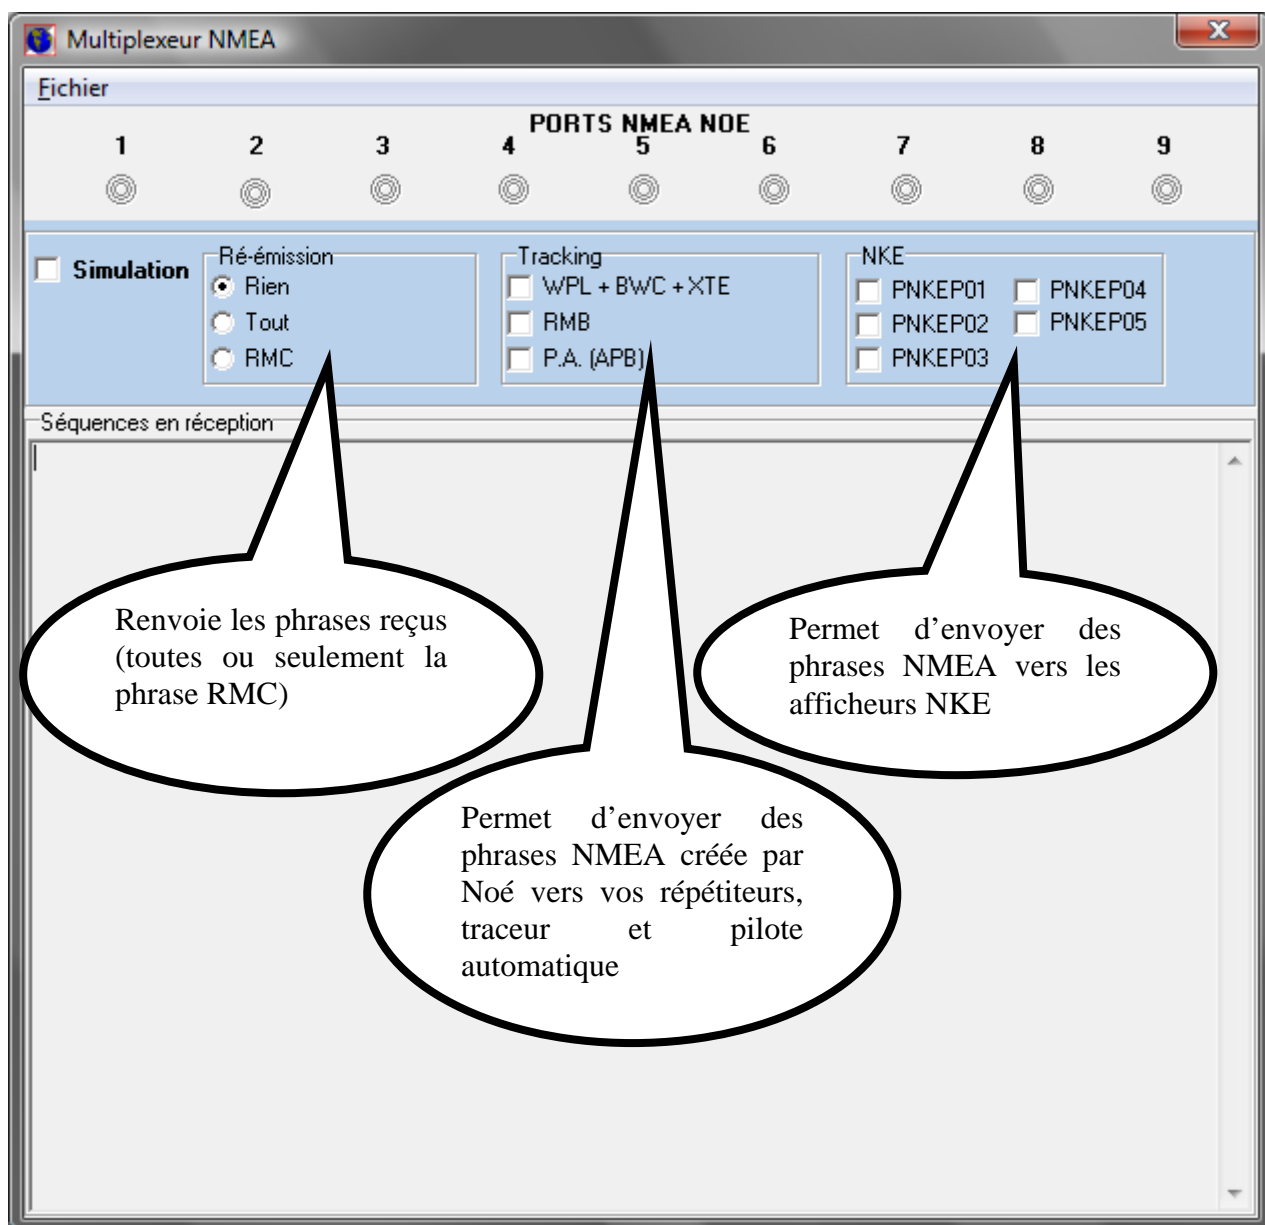 Multiplexeur NMEA
Fichier
PORTS NMEA NOE
1 2 3 4 5 6 7 8 9
Simulation
Ré-émission
Rien
Tout
RMC
Tracking
WPL + BWC + XTE
RMB
P.A. (APB)
NKE
PNKEP01 PNKEP04
PNKEP02 PNKEP05
PNKEP03
Séquences en réception
Renvoie les phrases reçus
(toutes ou seulement la
phrase RMC)
Permet d’envoyer des
phrases NMEA vers les
afficheurs NKE
Permet d’envoyer des
phrases NMEA créée par
Noé vers vos répétiteurs,
traceur et pilote
automatique